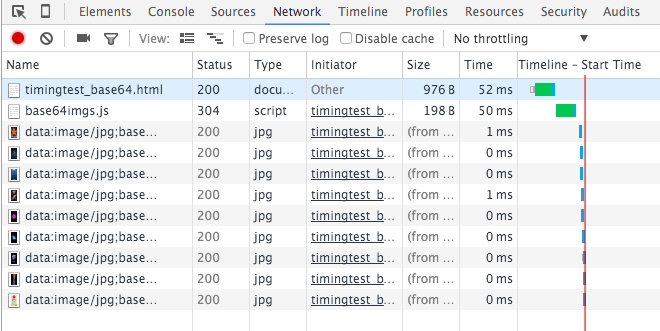 Elements Console Sources Network Timeline Profiles Resources Security Audits
View: Preserve log Disable cache No throttling
Name Status Type Initiator Size Time Timeline – Start Time
timingtest_base64.html 200 docu... Other 976 B 52 ms
base64imgs.js 304 script timingtest_b... 198 B 50 ms
data:image/jpg;base... 200 jpg timingtest_b... (from ... 1 ms
data:image/jpg;base... 200 jpg timingtest_b... (from ... 0 ms
data:image/jpg;base... 200 jpg timingtest_b... (from ... 0 ms
data:image/jpg;base... 200 jpg timingtest_b... (from ... 1 ms
data:image/jpg;base... 200 jpg timingtest_b... (from ... 0 ms
data:image/jpg;base... 200 jpg timingtest_b... (from ... 0 ms
data:image/jpg;base... 200 jpg timingtest_b... (from ... 0 ms
data:image/jpg;base... 200 jpg timingtest_b... (from ... 0 ms
data:image/jpg;base... 200 jpg timingtest_b... (from ... 0 ms